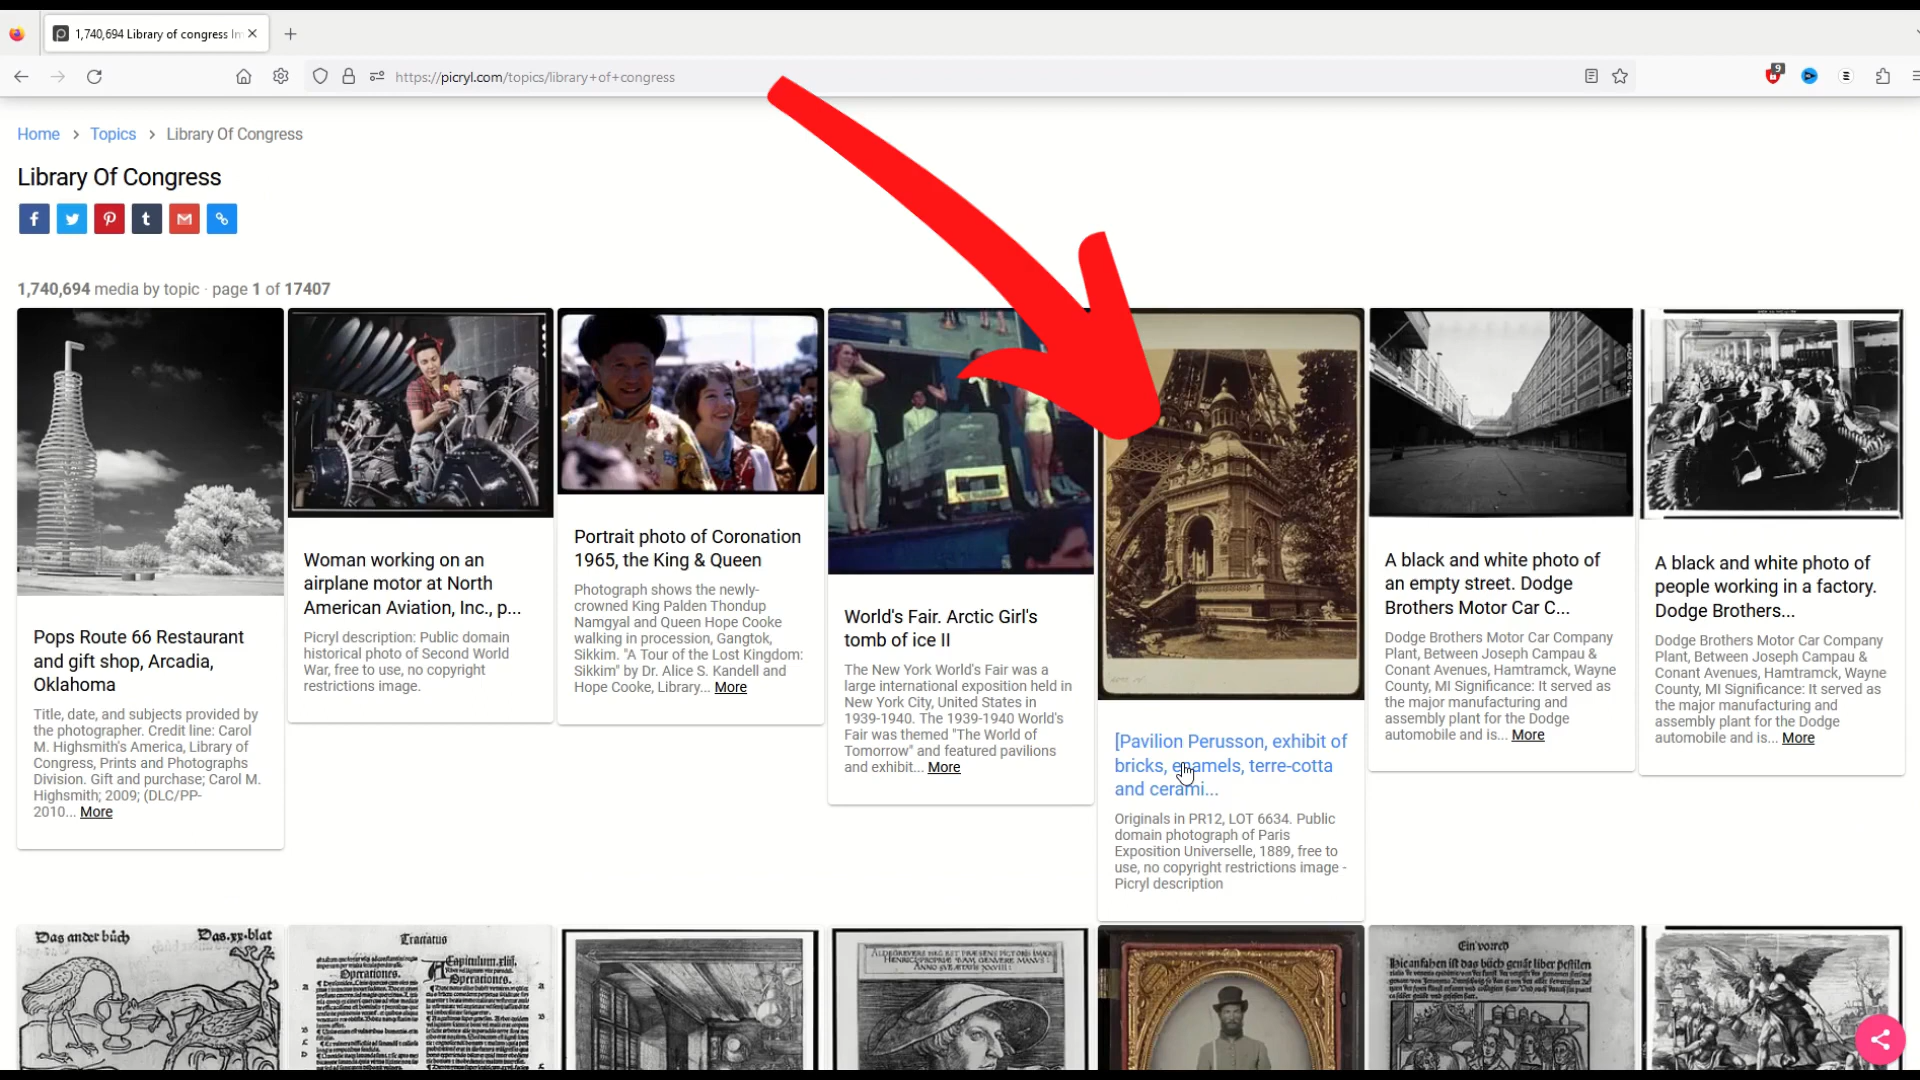 1,740,694 Library of congress Im
https://picryl.com/topics/library+of+congress
9
Home > Topics > Library Of Congress
Library Of Congress
1,740,694 media by topic · page 1 of 17407
Pops Route 66 Restaurant
and gift shop, Arcadia,
Oklahoma
Title, date, and subjects provided by
the photographer. Credit line: Carol
M. Highsmith's America, Library of
Congress, Prints and Photographs
Division. Gift and purchase; Carol M.
Highsmith; 2009; (DLC/PP-
2010... More
Woman working on an
airplane motor at North
American Aviation, Inc., p...
Picryl description: Public domain
historical photo of Second World
War, free to use, no copyright
restrictions image.
Portrait photo of Coronation
1965, the King & Queen
Photograph shows the newly-
crowned King Palden Thondup
Namgyal and Queen Hope Cooke
walking in procession, Gangtok,
Sikkim. "A Tour of the Lost Kingdom:
Sikkim" by Dr. Alice S. Kandell and
Hope Cooke, Library... More
World's Fair. Arctic Girl's
tomb of ice II
The New York World's Fair was a
large international exposition held in
New York City, United States in
1939-1940. The 1939-1940 World's
Fair was themed "The World of
Tomorrow" and featured pavilions
and exhibit... More
[Pavilion Perusson, exhibit of
bricks, enamels, terre-cotta
and cerami...
Originals in PR12, LOT 6634. Public
domain photograph of Paris
Exposition Universelle, 1889, free to
use, no copyright restrictions image -
Picryl description
A black and white photo of
an empty street. Dodge
Brothers Motor Car C...
Dodge Brothers Motor Car Company
Plant, Between Joseph Campau &
Conant Avenues, Hamtramck, Wayne
County, MI Significance: It served as
the major manufacturing and
assembly plant for the Dodge
automobile and is... More
A black and white photo of
people working in a factory.
Dodge Brothers...
Dodge Brothers Motor Car Company
Plant, Between Joseph Campau &
Conant Avenues, Hamtramck, Wayne
County, MI Significance: It served as
the major manufacturing and
assembly plant for the Dodge
automobile and is... More
Das ander büch Das.xx.blat
Tractatus
Operationes.
Capitulum.xliii.
Operationes.